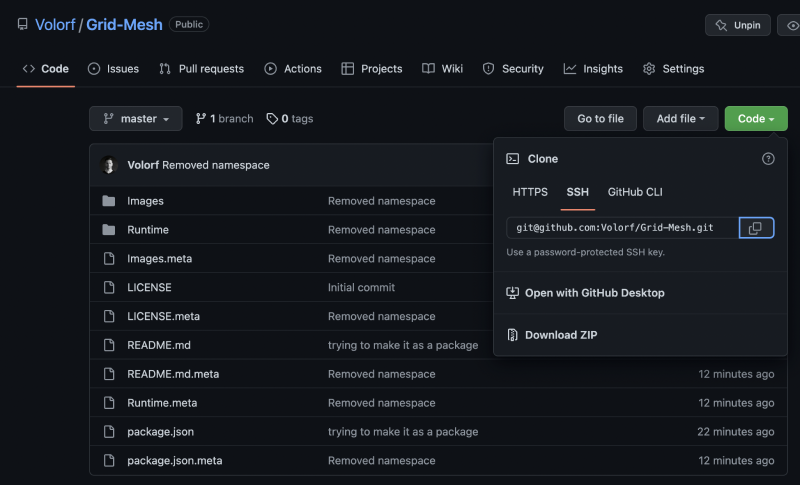 Volorf / Grid-Mesh Public
Unpin
Code Issues Pull requests Actions Projects Wiki Security Insights Settings
master 1 branch 0 tags Go to file Add file Code
Volorf Removed namespace
Clone
HTTPS SSH GitHub CLI
git@github.com:Volorf/Grid-Mesh.git
Use a password-protected SSH key.
Open with GitHub Desktop
Download ZIP
Images Removed namespace
Runtime Removed namespace
Images.meta Removed namespace
LICENSE Initial commit
LICENSE.meta Removed namespace
README.md trying to make it as a package
README.md.meta Removed namespace 12 minutes ago
Runtime.meta Removed namespace 12 minutes ago
package.json trying to make it as a package 22 minutes ago
package.json.meta Removed namespace 12 minutes ago